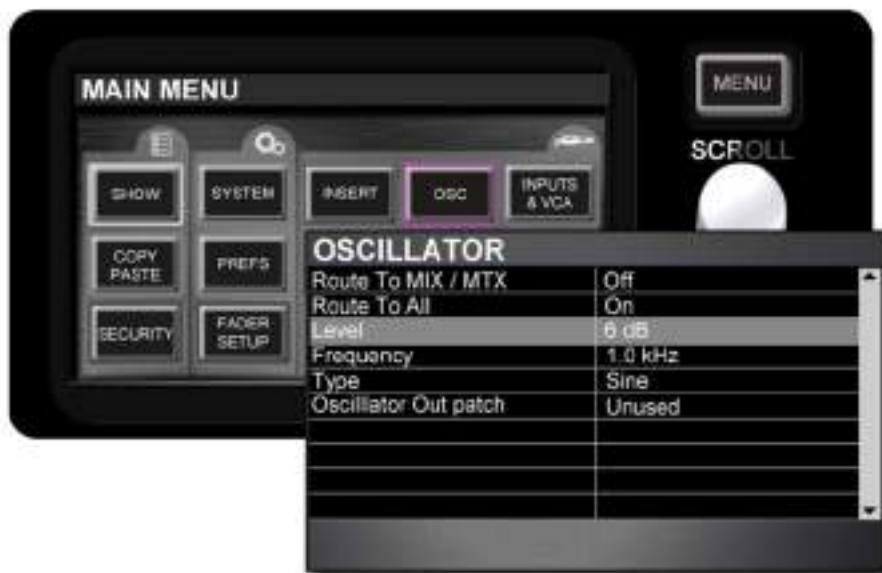 MAIN MENU
MENU
SCROLL
SHOW
SYSTEM
INSERT
OSC
INPUTS
& VCA
COPY
PASTE
PREFS
SECURITY
FADER
SETUP
OSCILLATOR
Route To MIX / MTX Off
Route To All On
Level 6 dB
Frequency 1.0 kHz
Type Sine
Oscilllator Out patch Unused